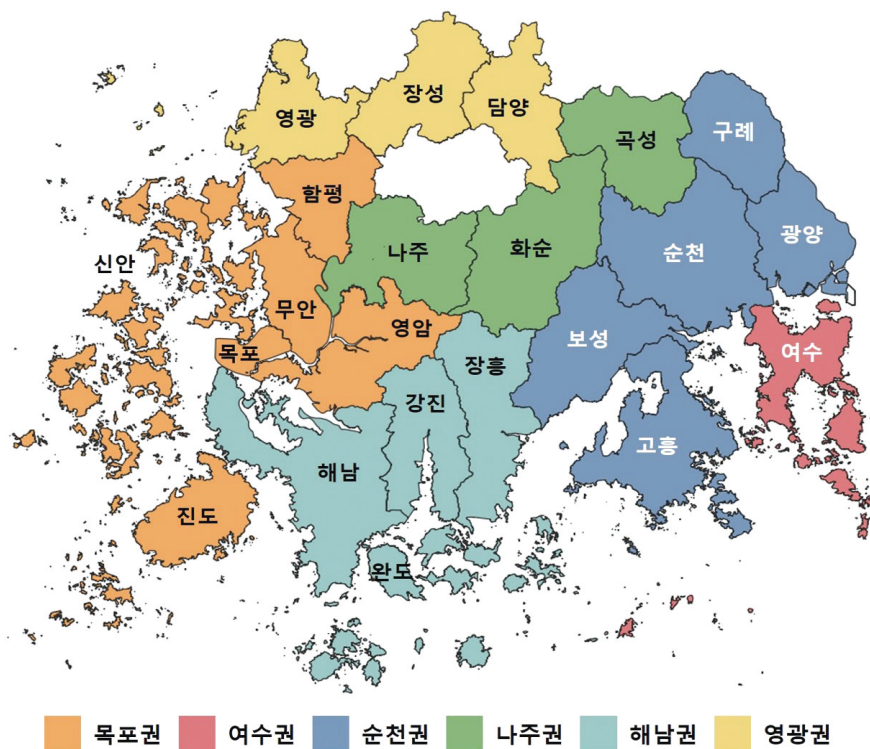 장성
담양
영광
구례
곡성
함평
광양
나주
화순
순천
신안
무안
영암
보성
목포
장흥
여수
강진
고흥
해남
진도
완도
목포권 여수권 순천권 나주권 해남권 영광권